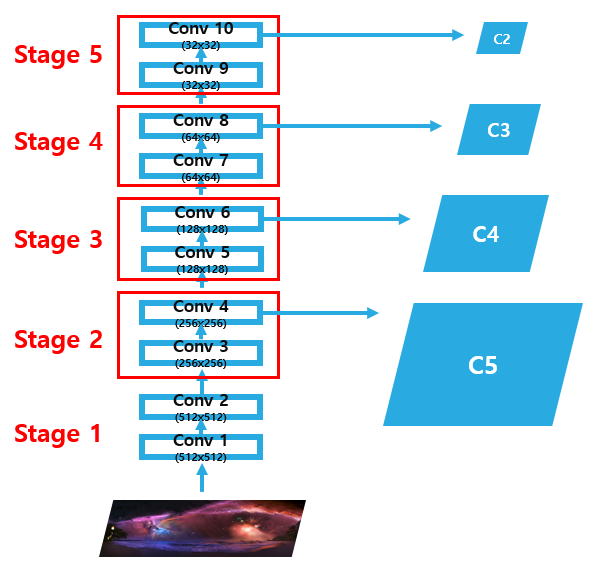 Stage 5
Conv 10
(32x32)
Conv 9
(32x32)
C2
Stage 4
Conv 8
(64x64)
Conv 7
(64x64)
C3
Stage 3
Conv 6
(128x128)
Conv 5
(128x128)
C4
Stage 2
Conv 4
(256x256)
Conv 3
(256x256)
C5
Stage 1
Conv 2
(512x512)
Conv 1
(512x512)